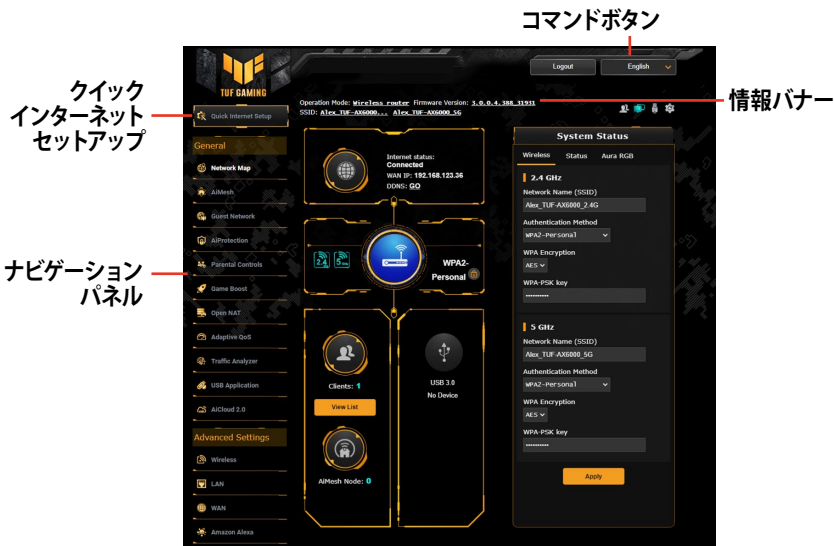 コマンドボタン
クイック
インターネット
セットアップ
情報バナー
ナビゲーション
パネル
TUF GAMING
Logout
English
Operation Mode: Wireless router Firmware Version: 3.0.0.4.388_31931
SSID: Alex_TUF-AX6000... Alex_TUF-AX6000_5G
Quick Internet Setup
General
Network Map
AiMesh
Guest Network
AiProtection
Parental Controls
Game Boost
Open NAT
Adaptive QoS
Traffic Analyzer
USB Application
AiCloud 2.0
Advanced Settings
Wireless
LAN
WAN
Amazon Alexa
Internet status:
Connected
WAN IP: 192.168.123.36
DDNS: GO
2.4
5
WPA2-
Personal
Clients: 1
View List
AiMesh Node: 0
USB 3.0
No Device
System Status
Wireless Status Aura RGB
2.4 GHz
Network Name (SSID)
Alex_TUF-AX6000_2.4G
Authentication Method
WPA2-Personal
WPA Encryption
AES
WPA-PSK key
••••••••••
5 GHz
Network Name (SSID)
Alex_TUF-AX6000_5G
Authentication Method
WPA2-Personal
WPA Encryption
AES
WPA-PSK key
••••••••••
Apply